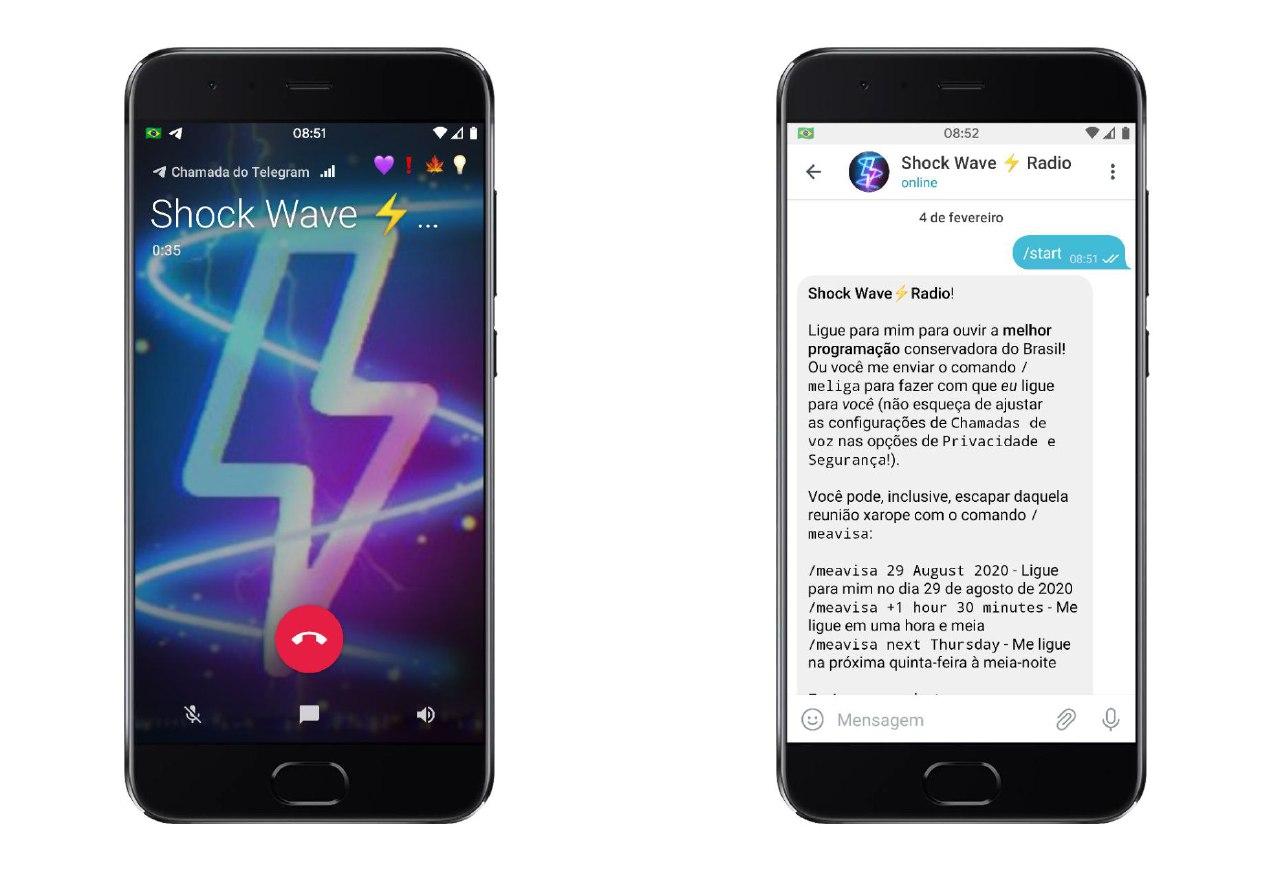 08:51
Chamada do Telegram
Shock Wave ⚡...
0:35
08:52
Shock Wave ⚡ Radio
online
4 de fevereiro
/start 08:51
Shock Wave⚡Radio!
Ligue para mim para ouvir a melhor
programação conservadora do Brasil!
Ou você me enviar o comando /
meliga para fazer com que eu ligue
para você (não esqueça de ajustar
as configurações de Chamadas de
voz nas opções de Privacidade e
Segurança!).
Você pode, inclusive, escapar daquela
reunião xarope com o comando /
meavisa:
/meavisa 29 August 2020 - Ligue
para mim no dia 29 de agosto de 2020
/meavisa +1 hour 30 minutes - Me
ligue em uma hora e meia
/meavisa next Thursday - Me ligue
na próxima quinta-feira à meia-noite
Mensagem